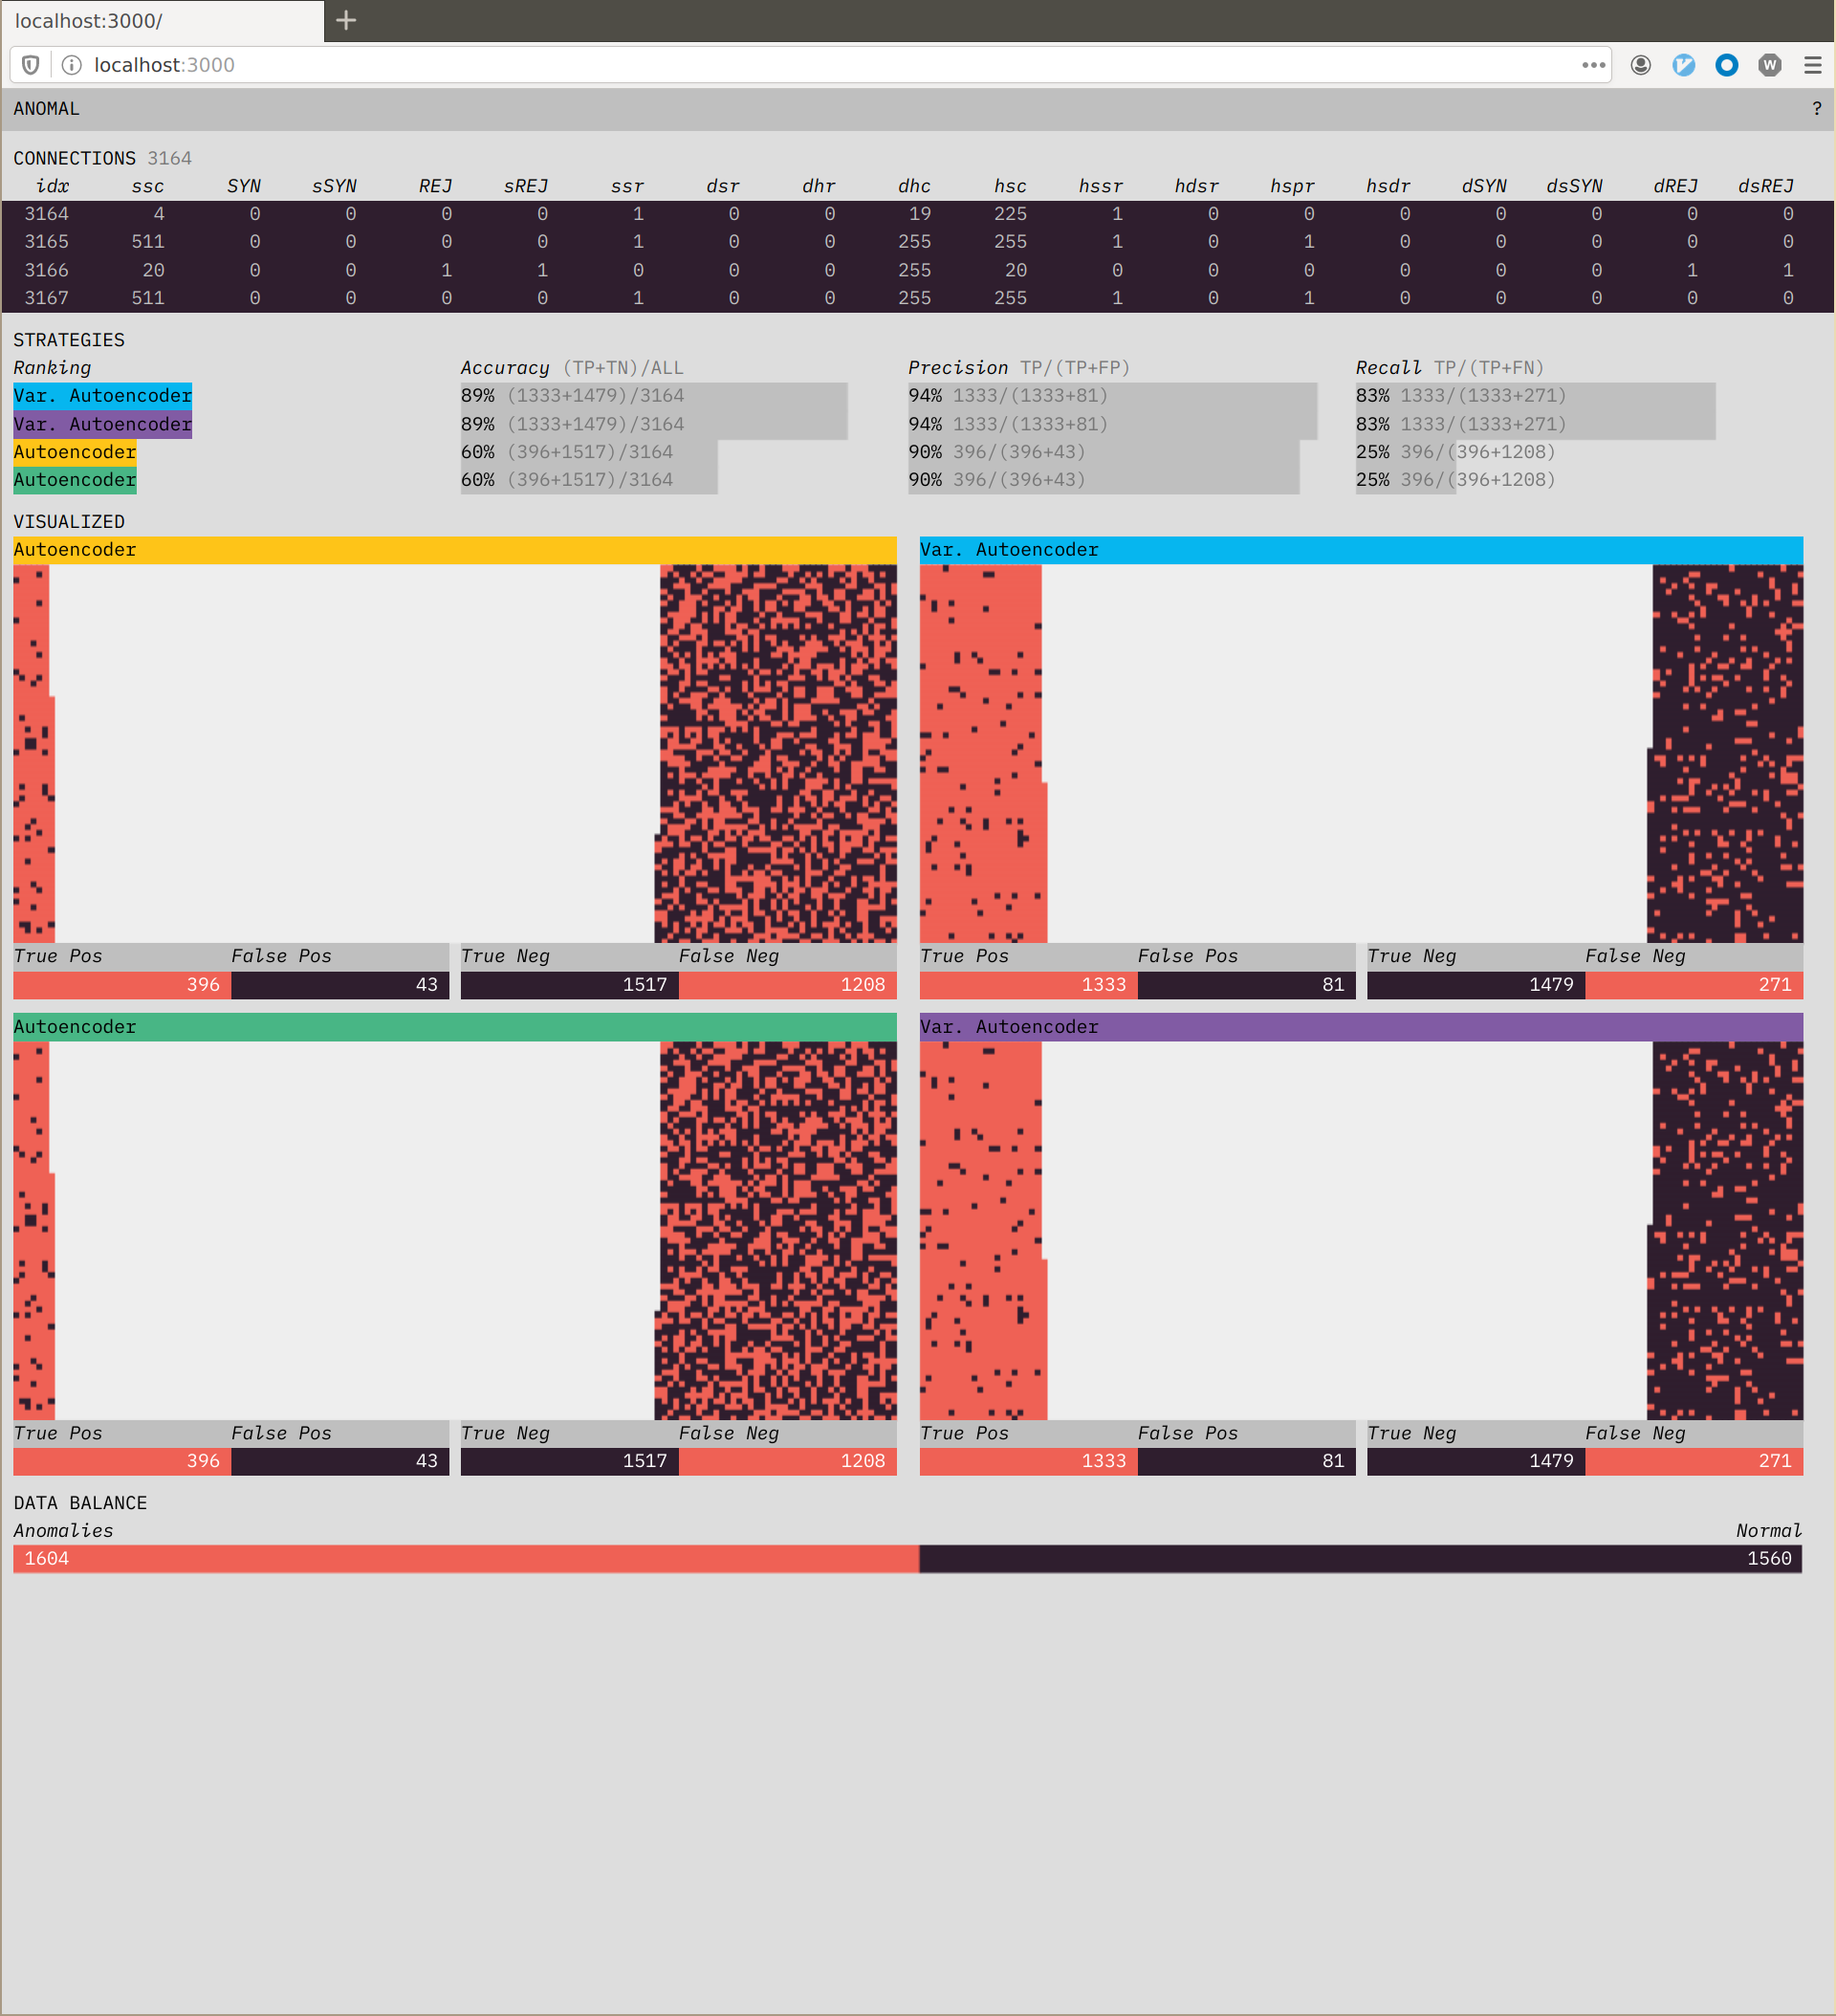 localhost:3000/
localhost:3000
W
ANOMAL ?
CONNECTIONS 3164
idx ssc SYN sSYN REJ sREJ ssr dsr dhr dhc hsc hssr hdsr hspr hsdr dSYN dsSYN dREJ dsREJ
3164 4 0 0 0 0 1 0 0 19 225 1 0 0 0 0 0 0 0
3165 511 0 0 0 0 1 0 0 255 255 1 0 1 0 0 0 0 0
3166 20 0 0 1 1 0 0 0 255 20 0 0 0 0 0 0 1 1
3167 511 0 0 0 0 1 0 0 255 255 1 0 1 0 0 0 0 0
STRATEGIES
Ranking Accuracy (TP+TN)/ALL Precision TP/(TP+FP) Recall TP/(TP+FN)
Var. Autoencoder 89% (1333+1479)/3164 94% 1333/(1333+81) 83% 1333/(1333+271)
Var. Autoencoder 89% (1333+1479)/3164 94% 1333/(1333+81) 83% 1333/(1333+271)
Autoencoder 60% (396+1517)/3164 90% 396/(396+43) 25% 396/(396+1208)
Autoencoder 60% (396+1517)/3164 90% 396/(396+43) 25% 396/(396+1208)
VISUALIZED
Autoencoder Var. Autoencoder
True Pos False Pos True Neg False Neg True Pos False Pos True Neg False Neg
396 43 1517 1208 1333 81 1479 271
Autoencoder Var. Autoencoder
True Pos False Pos True Neg False Neg True Pos False Pos True Neg False Neg
396 43 1517 1208 1333 81 1479 271
DATA BALANCE
Anomalies Normal
1604 1560